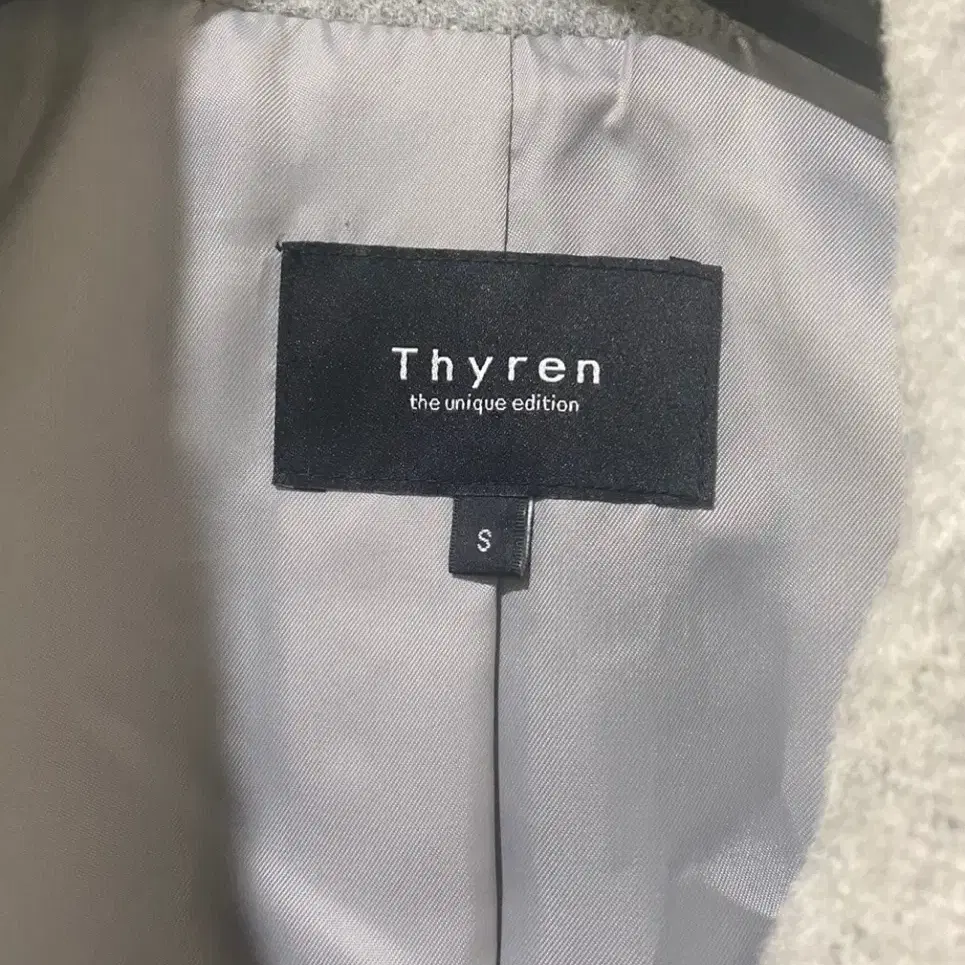 Thyren
the unique edition
S